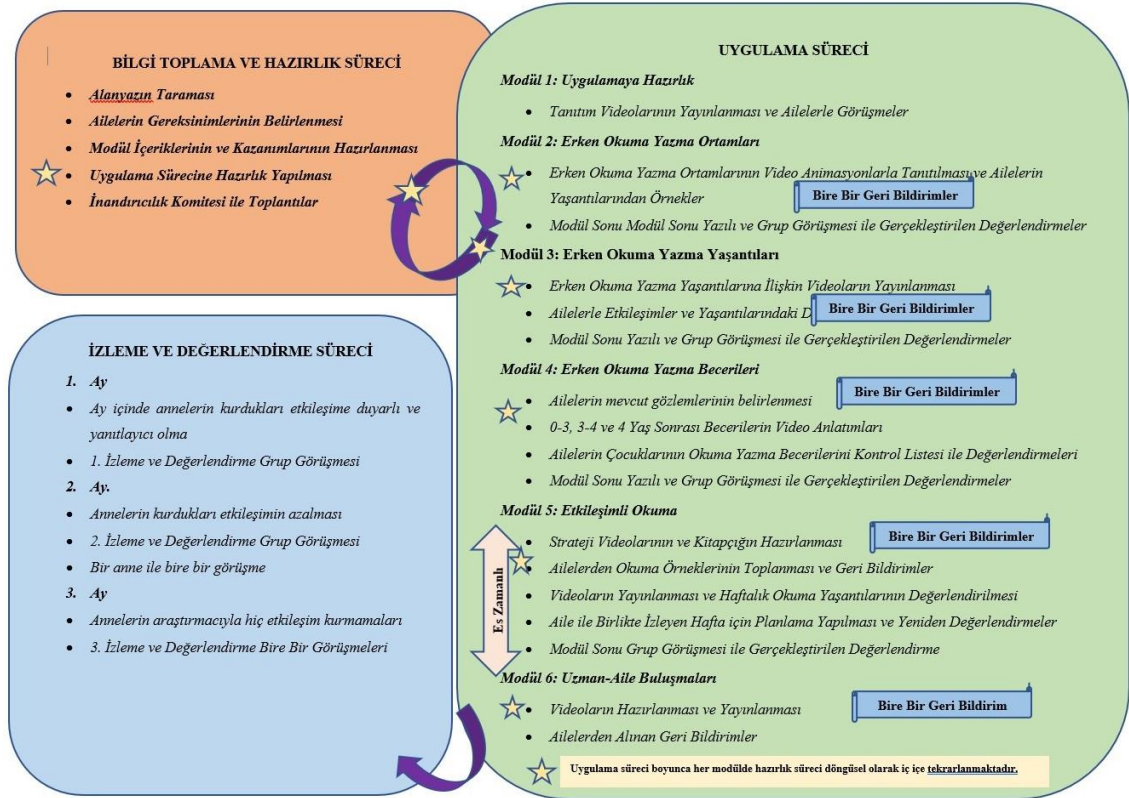 BİLGİ TOPLAMA VE HAZIRLIK SÜRECİ
Alanyazın Taraması
Ailelerin Gereksinimlerinin Belirlenmesi
Modül İçeriklerinin ve Kazanımlarının Hazırlanması
Uygulama Sürecine Hazırlık Yapılması
İnandırıcılık Komitesi ile Toplantılar
UYGULAMA SÜRECİ
Modül 1: Uygulamaya Hazırlık
Tanıtım Videolarının Yayınlanması ve Ailelerle Görüşmeler
Modül 2: Erken Okuma Yazma Ortamları
Erken Okuma Yazma Ortamlarının Video Animasyonlarla Tanıtılması ve Ailelerin
Yaşantılarından Örnekler
Bire Bir Geri Bildirimler
Modül Sonu Modül Sonu Yazılı ve Grup Görüşmesi ile Gerçekleştirilen Değerlendirmeler
Modül 3: Erken Okuma Yazma Yaşantıları
Erken Okuma Yazma Yaşantılarına İlişkin Videoların Yayınlanması
Ailelerle Etkileşimler ve Yaşantılarındaki
Bire Bir Geri Bildirimler
Modül Sonu Yazılı ve Grup Görüşmesi ile Gerçekleştirilen Değerlendirmeler
Modül 4: Erken Okuma Yazma Becerileri
Ailelerin mevcut gözlemlerinin belirlenmesi
Bire Bir Geri Bildirimler
0-3, 3-4 ve 4 Yaş Sonrası Becerilerin Video Anlatımları
Ailelerin Çocuklarının Okuma Yazma Becerilerini Kontrol Listesi ile Değerlendirmeleri
Modül Sonu Yazılı ve Grup Görüşmesi ile Gerçekleştirilen Değerlendirmeler
Modül 5: Etkileşimli Okuma
Strateji Videolarının ve Kitapçığın Hazırlanması
Bire Bir Geri Bildirimler
Ailelerden Okuma Örneklerinin Toplanması ve Geri Bildirimler
Videoların Yayınlanması ve Haftalık Okuma Yaşantılarının Değerlendirilmesi
Aile ile Birlikte İzleyen Hafta için Planlama Yapılması ve Yeniden Değerlendirmeler
Modül Sonu Grup Görüşmesi ile Gerçekleştirilen Değerlendirme
Eş Zamanlı
Modül 6: Uzman-Aile Buluşmaları
Videoların Hazırlanması ve Yayınlanması
Bire Bir Geri Bildirim
Ailelerden Alınan Geri Bildirimler
Uygulama süreci boyunca her modülde hazırlık süreci döngüsel olarak iç içe tekrarlanmaktadır.
İZLEME VE DEĞERLENDİRME SÜRECİ
1. Ay
Ay içinde annelerin kurdukları etkileşime duyarlı ve
yanıtlayıcı olma
1. İzleme ve Değerlendirme Grup Görüşmesi
2. Ay.
Annelerin kurdukları etkileşimin azalması
2. İzleme ve Değerlendirme Grup Görüşmesi
Bir anne ile bire bir görüşme
3. Ay
Annelerin araştırmacıyla hiç etkileşim kurmamaları
3. İzleme ve Değerlendirme Bire Bir Görüşmeleri